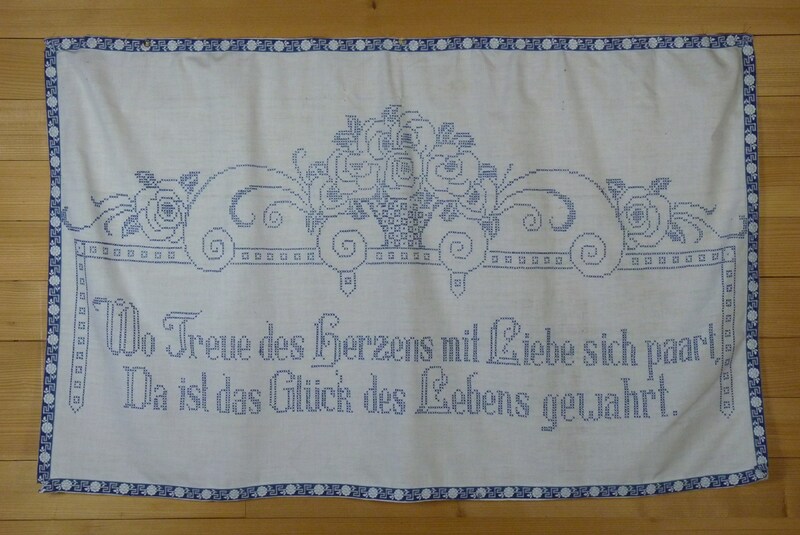 Wo Treue des Herzens mit Liebe sich paart,
Da ist das Glück des Lebens gewahrt.